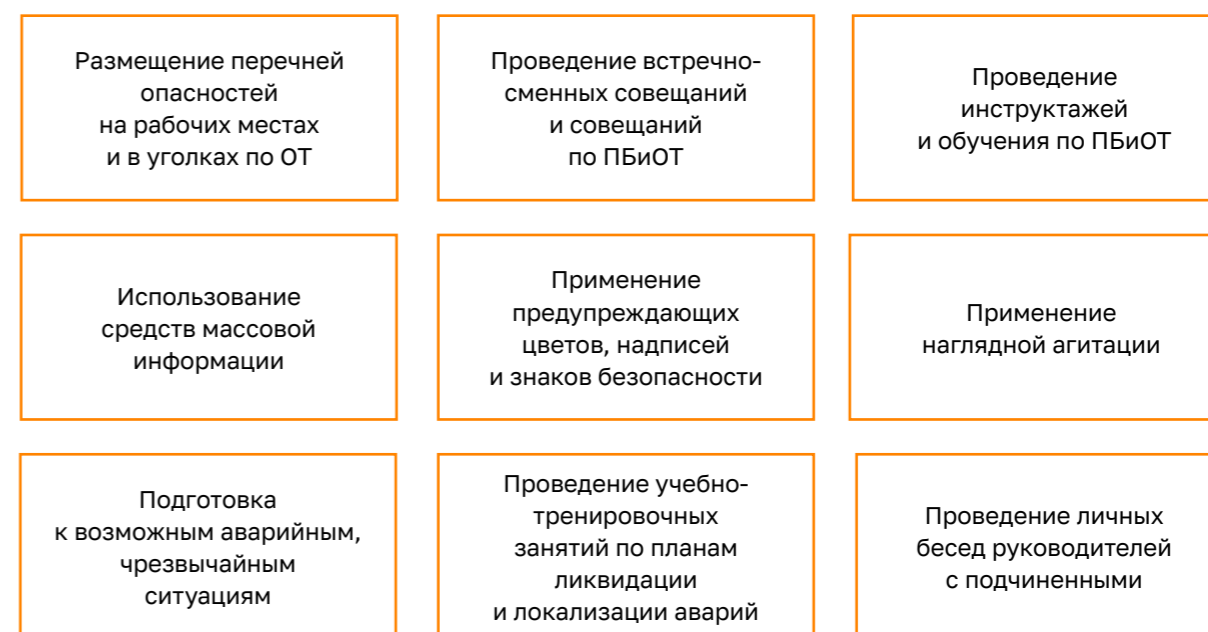 Размещение перечней
опасностей
на рабочих местах
и в уголках по ОТ
Проведение встречно-
сменных совещаний
и совещаний
по ПБиОТ
Проведение
инструктажей
и обучения по ПБиОТ
Использование
средств массовой
информации
Применение
предупреждающих
цветов, надписей
и знаков безопасности
Применение
наглядной агитации
Подготовка
к возможным аварийным,
чрезвычайным
ситуациям
Проведение учебно-
тренировочных
занятий по планам
ликвидации
и локализации аварий
Проведение личных
бесед руководителей
с подчиненными